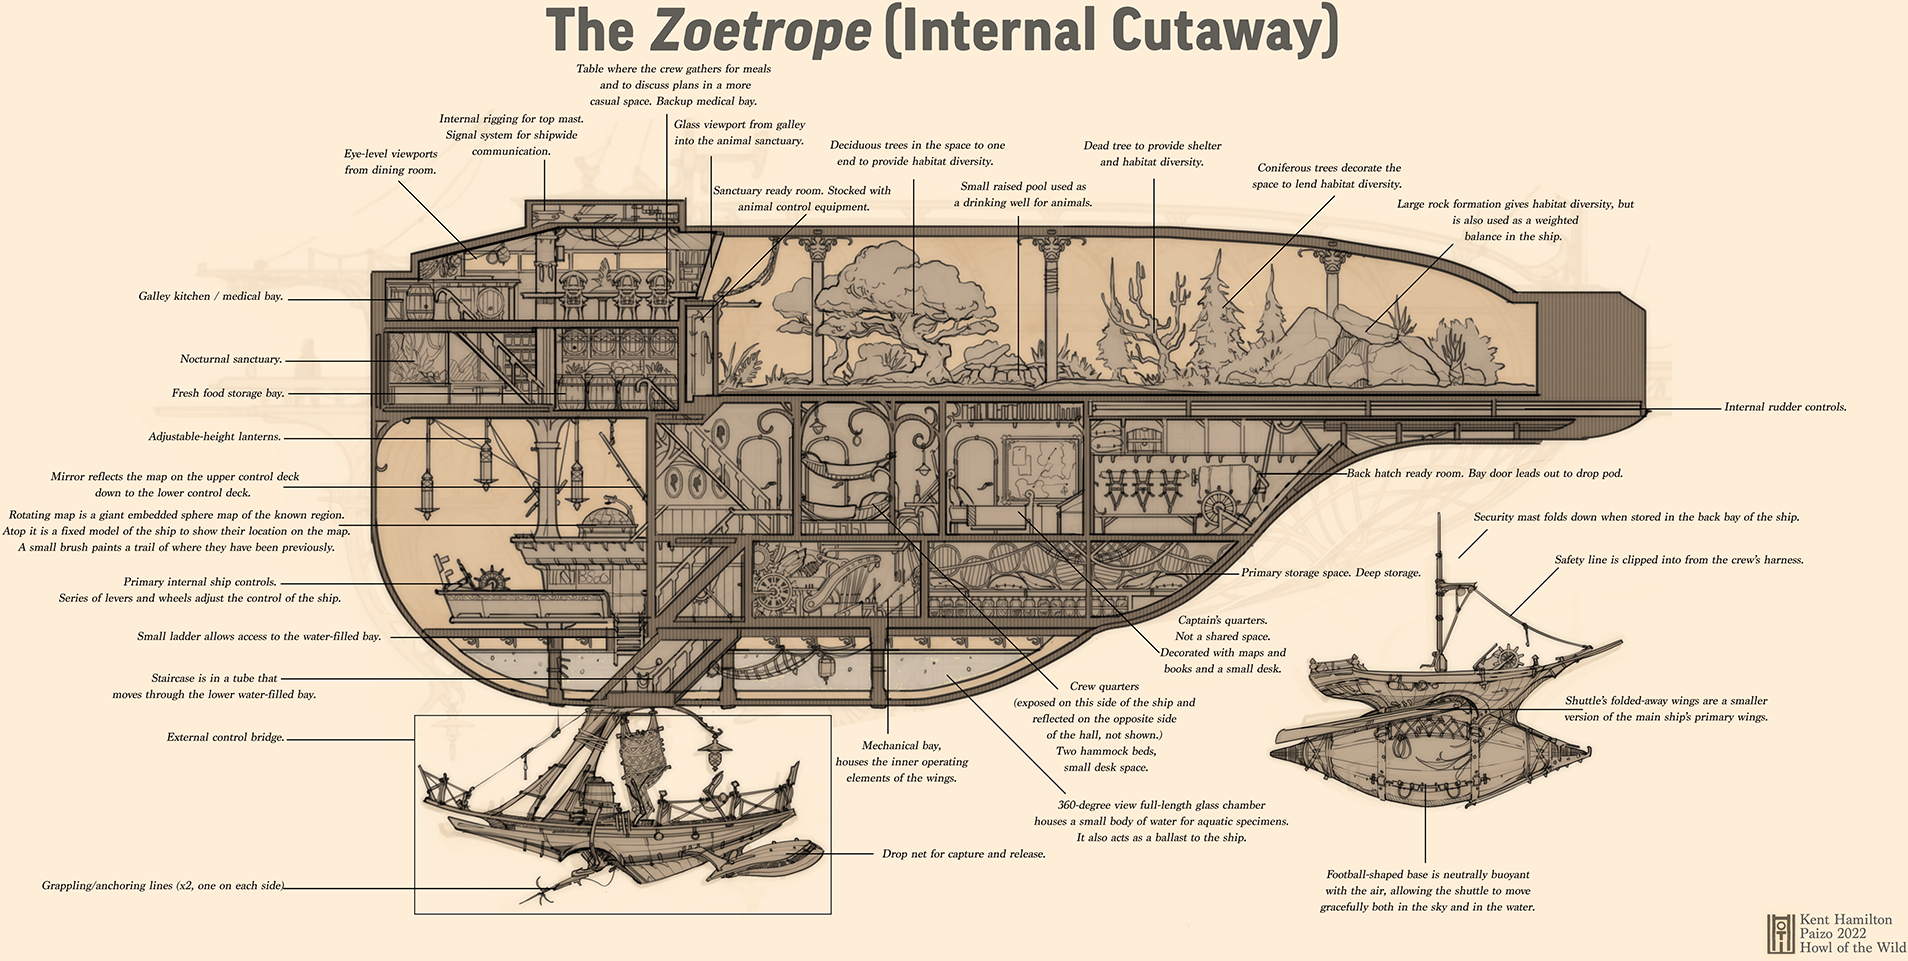 The Zoetrope (Internal Cutaway)
Table where the crew gathers for meals
and to discuss plans in a more
casual space. Backup medical bay.
Internal rigging for top mast.
Signal system for shipwide
communication.
Glass viewport from galley
into the animal sanctuary.
Eye-level viewports
from dining room.
Deciduous trees in the space to one
end to provide habitat diversity.
Dead tree to provide shelter
and habitat diversity.
Coniferous trees decorate the
space to lend habitat diversity.
Sanctuary ready room. Stocked with
animal control equipment.
Small raised pool used as
a drinking well for animals.
Large rock formation gives habitat diversity, but
is also used as a weighted
balance in the ship.
Galley kitchen / medical bay.
Nocturnal sanctuary.
Fresh food storage bay.
Internal rudder controls.
Adjustable-height lanterns.
Mirror reflects the map on the upper control deck
down to the lower control deck.
Back hatch ready room. Bay door leads out to drop pod.
Rotating map is a giant embedded sphere map of the known region.
Atop it is a fixed model of the ship to show their location on the map.
A small brush paints a trail of where they have been previously.
Security mast folds down when stored in the back bay of the ship.
Safety line is clipped into from the crew's harness.
Primary internal ship controls.
Series of levers and wheels adjust the control of the ship.
Primary storage space. Deep storage.
Small ladder allows access to the water-filled bay.
Captain's quarters.
Not a shared space.
Decorated with maps and
books and a small desk.
Staircase is in a tube that
moves through the lower water-filled bay.
Crew quarters
(exposed on this side of the ship and
reflected on the opposite side
of the hall, not shown.)
Two hammock beds,
small desk space.
Shuttle's folded-away wings are a smaller
version of the main ship's primary wings.
External control bridge.
Mechanical bay,
houses the inner operating
elements of the wings.
360-degree view full-length glass chamber
houses a small body of water for aquatic specimens.
It also acts as a ballast to the ship.
Drop net for capture and release.
Grappling/anchoring lines (x2, one on each side)
Football-shaped base is neutrally buoyant
with the air, allowing the shuttle to move
gracefully both in the sky and in the water.
Kent Hamilton
Paizo 2022
Howl of the Wild